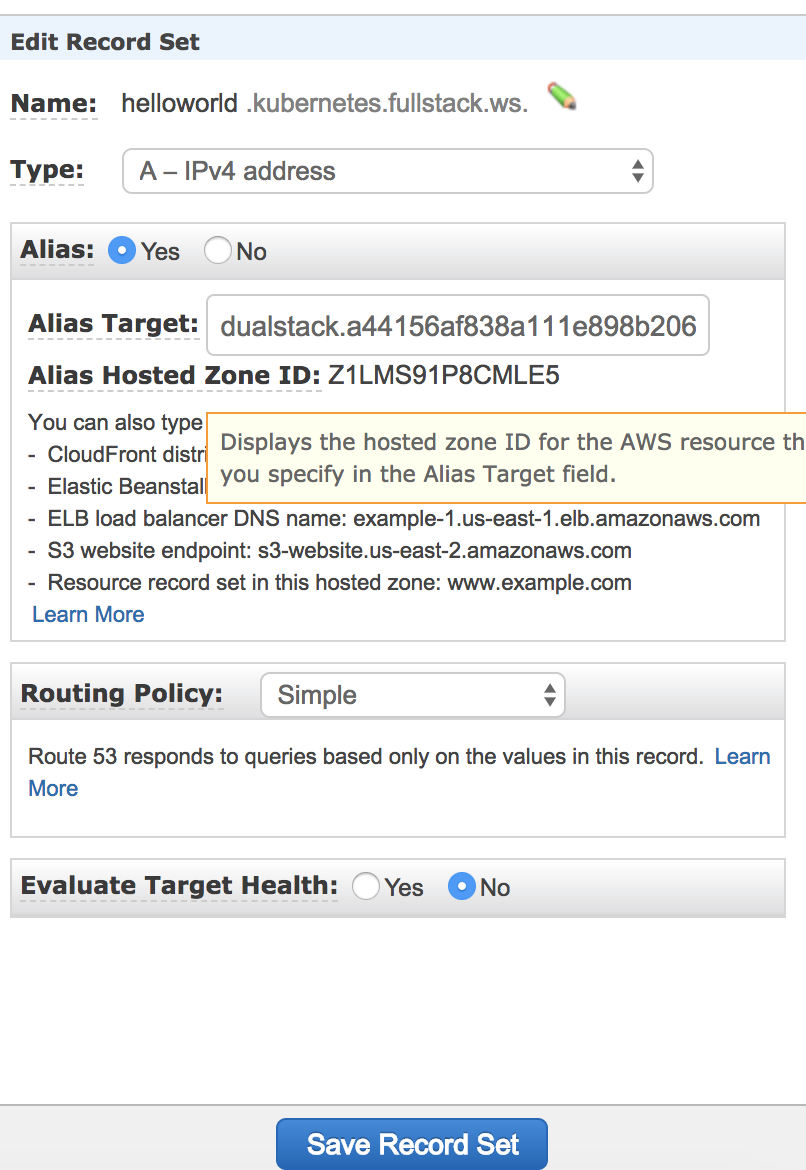 Edit Record Set
Name: helloworld .kubernetes.fullstack.ws.
Type: A – IPv4 address
Alias: Yes No
Alias Target: dualstack.a44156af838a111e898b206
Alias Hosted Zone ID: Z1LMS91P8CMLE5
You can also type
Displays the hosted zone ID for the AWS resource
you specify in the Alias Target field.
- CloudFront
- Elastic
- ELB load balancer DNS name: example-1.us-east-1.elb.amazonaws.com
- S3 website endpoint: s3-website.us-east-2.amazonaws.com
- Resource record set in this hosted zone: www.example.com
Learn More
Routing Policy: Simple
Route 53 responds to queries based only on the values in this record. Learn
More
Evaluate Target Health: Yes No
Save Record Set